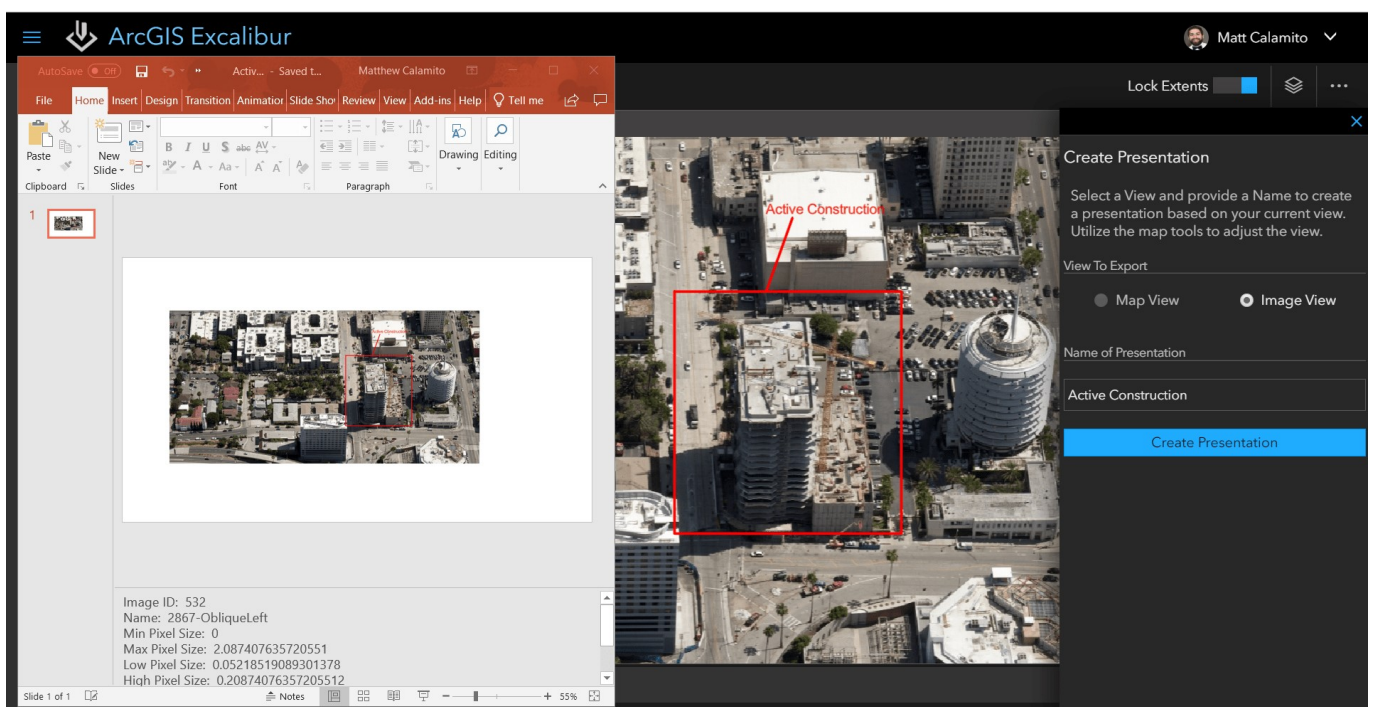 ArcGIS Excalibur
Matt Calamito
AutoSave Off
Activ... - Saved t...
Matthew Calamito
File Home Insert Design Transition Animation Slide Show Review View Add-ins Help Tell me
Lock Extents
Paste
New Slide
B I U S abc AV
A Aa A A
Drawing Editing
Clipboard Slides Font Paragraph
1
Active Construction
Active Construction
Create Presentation
Select a View and provide a Name to create
a presentation based on your current view.
Utilize the map tools to adjust the view.
View To Export
Map View Image View
Name of Presentation
Active Construction
Create Presentation
Image ID: 532
Name: 2867-ObliqueLeft
Min Pixel Size: 0
Max Pixel Size: 2.087407635720551
Low Pixel Size: 0.05218519089301378
High Pixel Size: 0.20874076357205512
Slide 1 of 1 Notes 55%